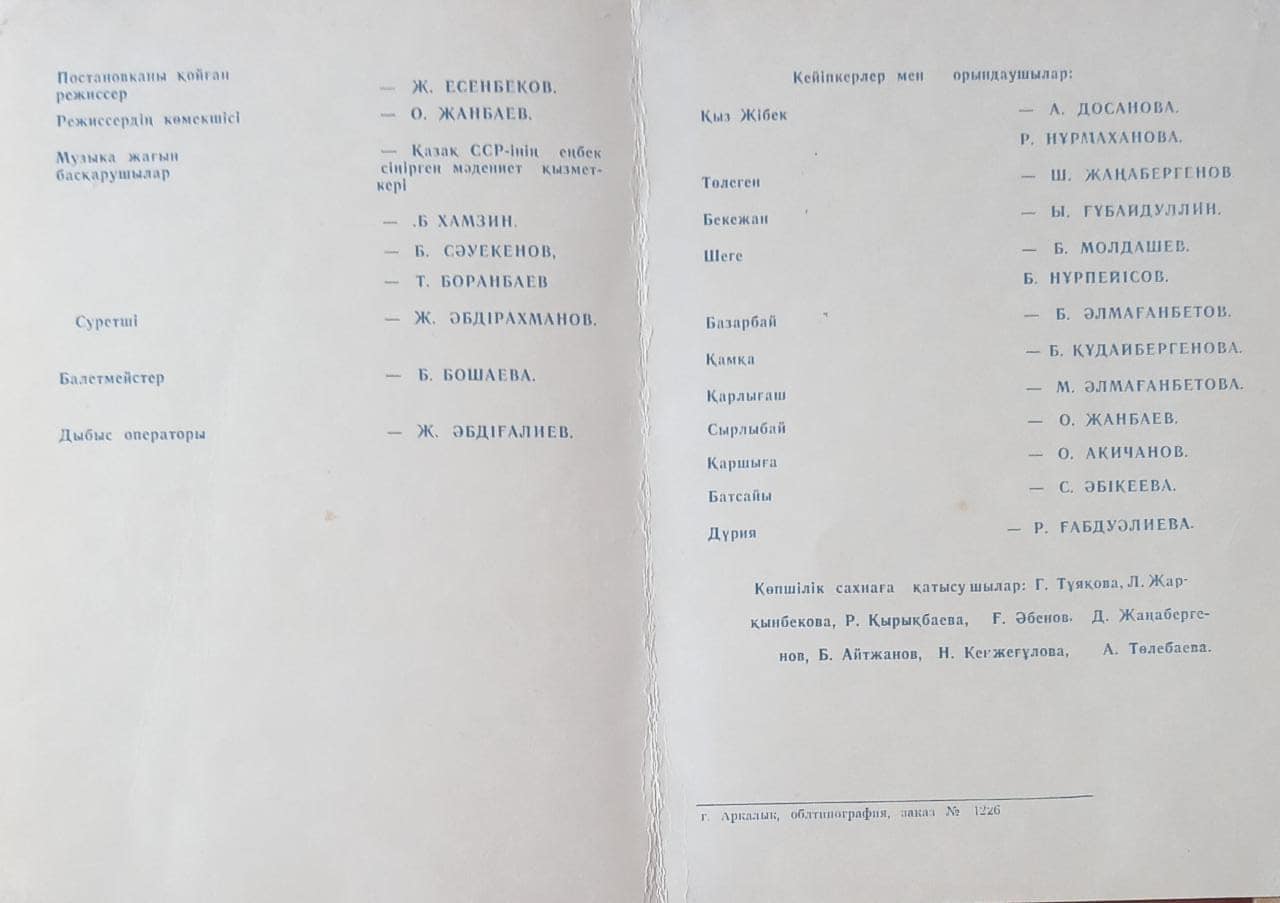 Постановканы қойған
режиссер — Ж. ЕСЕНБЕКОВ.
Режиссердің көмекшісі — О. ЖАНБАЕВ.
Музыка жағын — Қазақ ССР-інің еңбек
басқарушылар сіңірген мәдениет қызмет-
кері
— .Б ХАМЗИН.
— Б. СӘУЕКЕНОВ,
— Т. БОРАНБАЕВ
Суретші — Ж. ӘБДІРАХМАНОВ.
Балетмейстер — Б. БОШАЕВА.
Дыбыс операторы — Ж. ӘБДІҒАЛИЕВ.
Кейіпкерлер мен орындаушылар:
Қыз Жібек — А. ДОСАНОВА.
Р. НҰРМАХАНОВА.
Төлеген — Ш. ЖАҢАБЕРГЕНОВ.
Бекежан — Ы. ҒҰБАЙДУЛЛИН.
Шеге — Б. МОЛДАШЕВ.
Б. НҰРПЕЙІСОВ.
Базарбай — Б. ӘЛМАҒАНБЕТОВ.
Қамқа — Б. ҚҰДАЙБЕРГЕНОВА.
Қарлығаш — М. ӘЛМАҒАНБЕТОВА.
Сырлыбай — О. ЖАНБАЕВ.
Қаршыға — О. АКИЧАНОВ.
Батсайы — С. ӘБІКЕЕВА.
Дүрия — Р. ҒАБДУӘЛИЕВА.
Көпшілік сахнаға қатысу шылар: Г. Тұяқова, Л. Жар-
қынбекова, Р. Қырықбаева, Ғ. Әбенов. Д. Жаңаберге-
нов, Б. Айтжанов, Н. А. Төлебаева.
г. Аркалык, облтипография, заказ № 1226